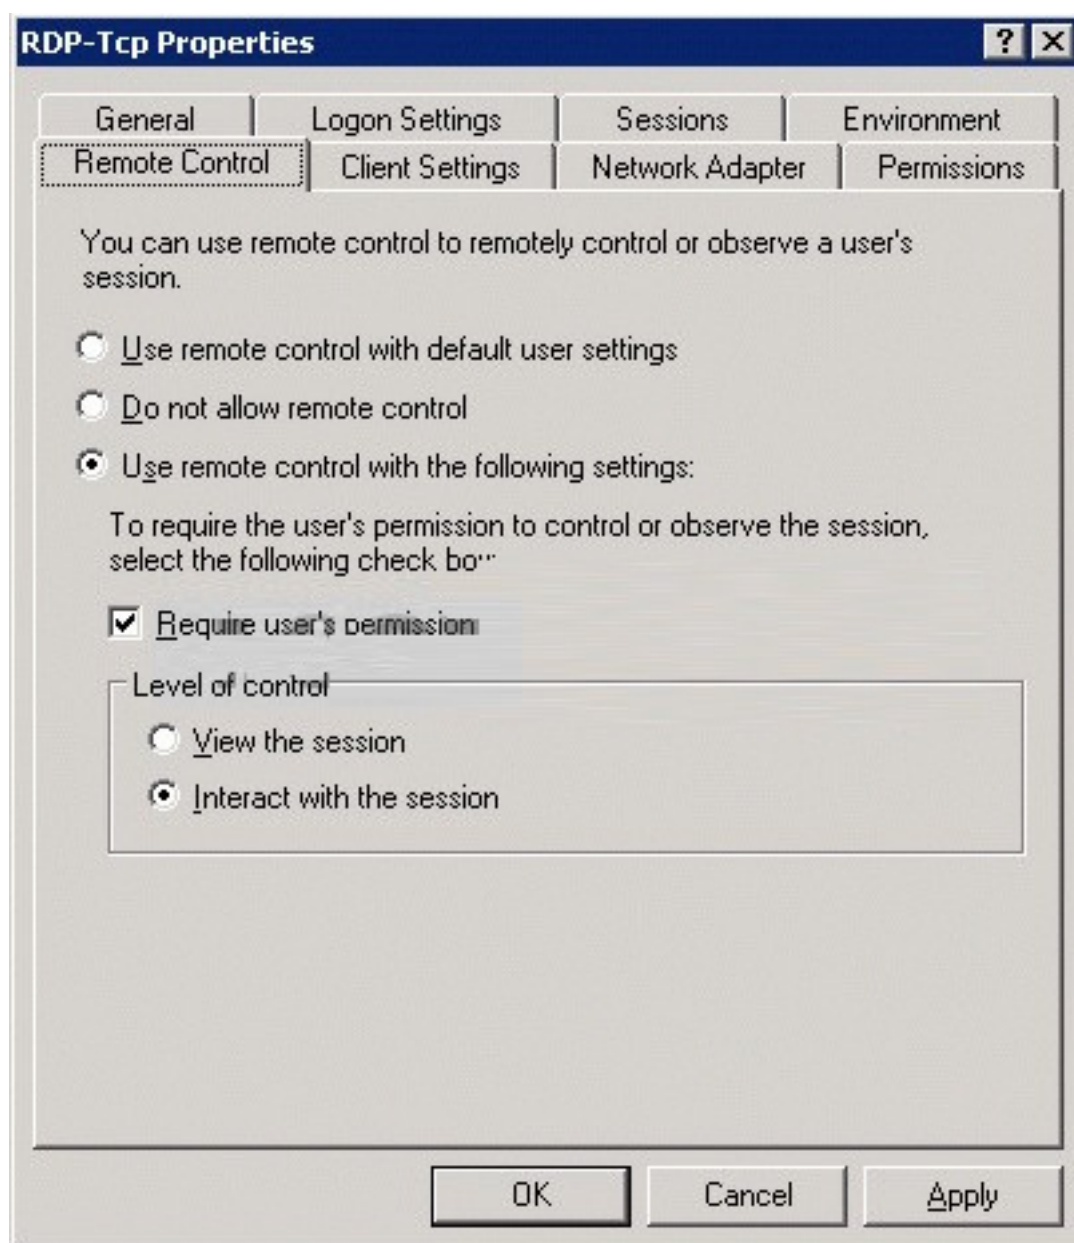 RDP-Tcp Properties
General Logon Settings Sessions Environment
Remote Control Client Settings Network Adapter Permissions
You can use remote control to remotely control or observe a user's
session.
Use remote control with default user settings
Do not allow remote control
Use remote control with the following settings:
To require the user's permission to control or observe the session,
select the following check
Require user's permission
Level of control
View the session
Interact with the session
OK Cancel Apply